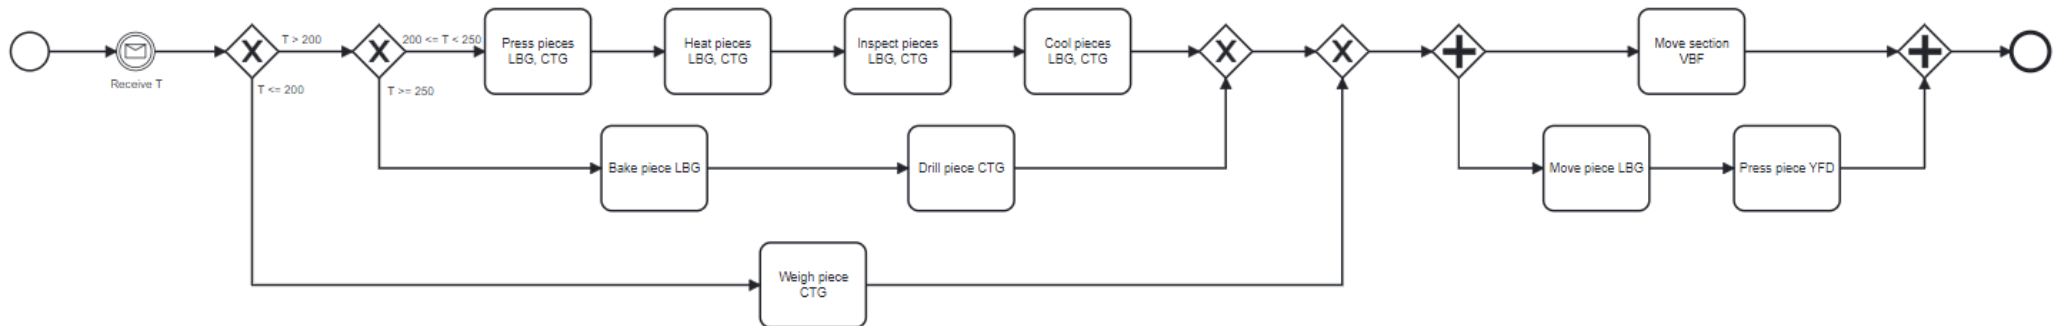 Receive T
T > 200
T <= 200
200 <= T < 250
T >= 250
Press pieces
LBG, CTG
Heat pieces
LBG, CTG
Inspect pieces
LBG, CTG
Cool pieces
LBG, CTG
Bake piece LBG
Drill piece CTG
Weigh piece
CTG
Move section
VBF
Move piece LBG
Press piece YFD